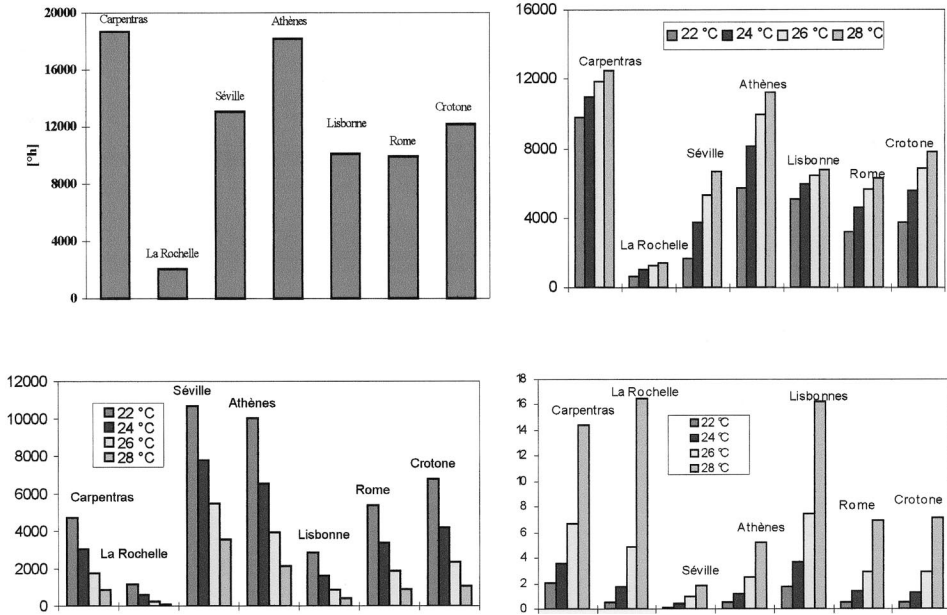 20000
16000
12000
8000
4000
0
[°h]
Carpentras
La Rochelle
Séville
Athènes
Lisbonne
Rome
Crotone
16000
12000
8000
4000
0
22 °C 24 °C 26 °C 28 °C
Carpentras
La Rochelle
Séville
Athènes
Lisbonne
Rome
Crotone
12000
10000
8000
6000
4000
2000
0
22 °C
24 °C
26 °C
28 °C
Carpentras
La Rochelle
Séville
Athènes
Lisbonne
Rome
Crotone
18
16
14
12
10
8
6
4
2
0
22 °C
24 °C
26 °C
28 °C
Carpentras
La Rochelle
Séville
Athènes
Lisbonnes
Rome
Crotone